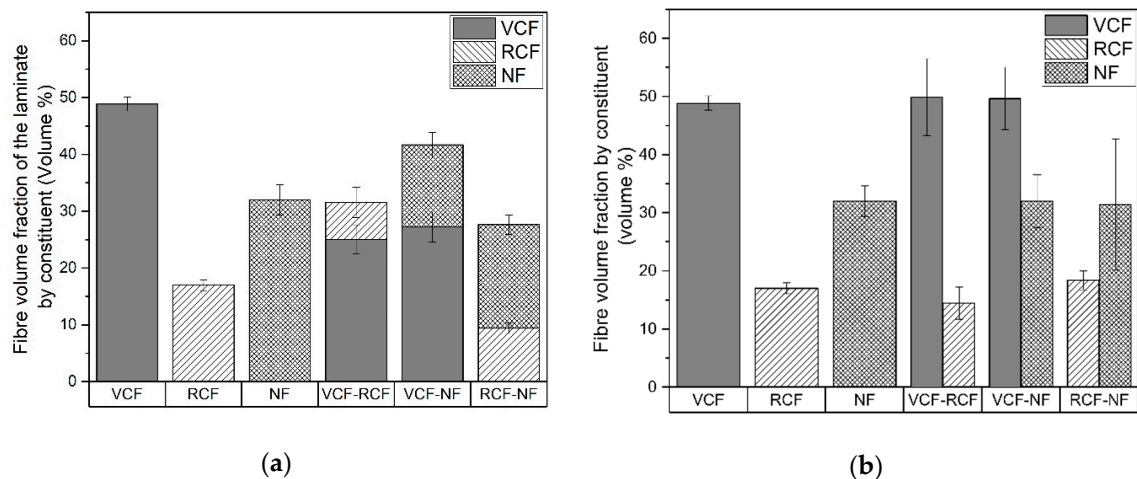 Fibre volume fraction of the laminate
by constituent (Volume %)
60
50
40
30
20
10
0
VCF
RCF
NF
VCF RCF NF VCF-RCF VCF-NF RCF-NF
(a)
Fibre volume fraction by constituent
(volume %)
60
50
40
30
20
10
0
VCF
RCF
NF
VCF RCF NF VCF-RCF VCF-NF RCF-NF
(b)